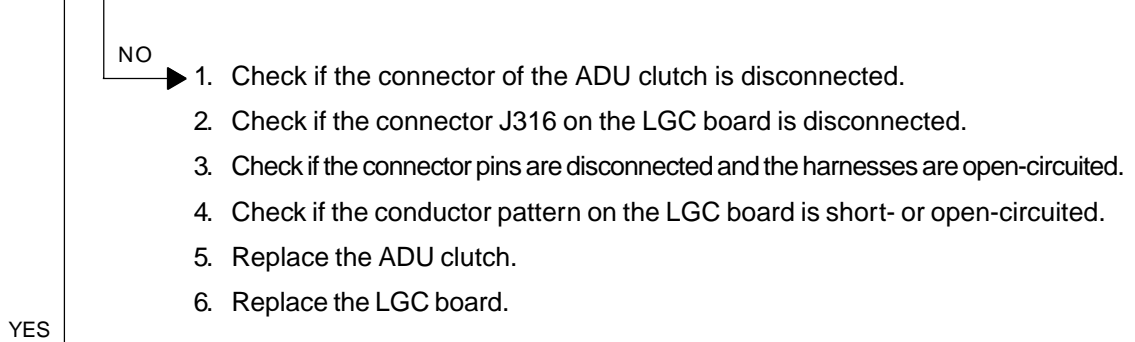 NO
1. Check if the connector of the ADU clutch is disconnected.
2. Check if the connector J316 on the LGC board is disconnected.
3. Check if the connector pins are disconnected and the harnesses are open-circuited.
4. Check if the conductor pattern on the LGC board is short- or open-circuited.
5. Replace the ADU clutch.
6. Replace the LGC board.
YES